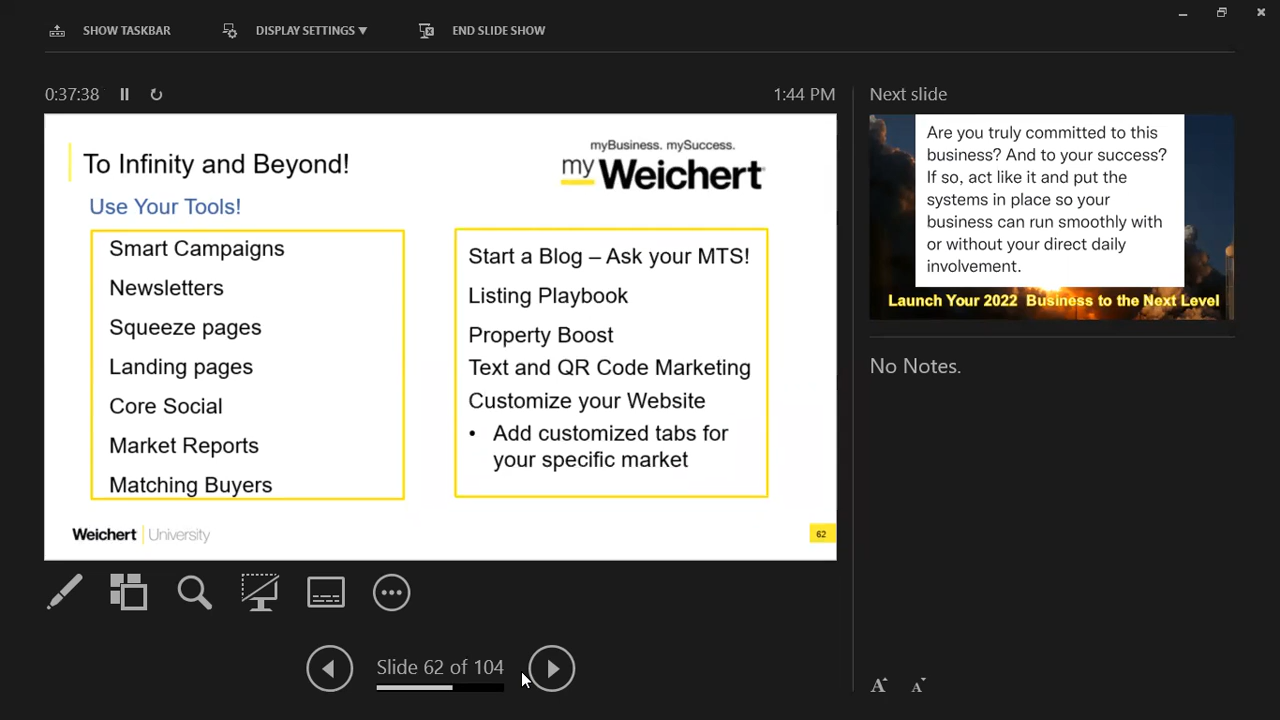 SHOW TASKBAR
DISPLAY SETTINGS ▼
END SLIDE SHOW
0:37:38
1:44 PM
Next slide
To Infinity and Beyond!
myBusiness. mySuccess.
myWeichert
Use Your Tools!
Smart Campaigns
Newsletters
Squeeze pages
Landing pages
Core Social
Market Reports
Matching Buyers
Start a Blog – Ask your MTS!
Listing Playbook
Property Boost
Text and QR Code Marketing
Customize your Website
• Add customized tabs for
your specific market
Weichert | University
62
Are you truly committed to this
business? And to your success?
If so, act like it and put the
systems in place so your
business can run smoothly with
or without your direct daily
involvement.
Launch Your 2022 Business to the Next Level
No Notes.
Slide 62 of 104
A
A